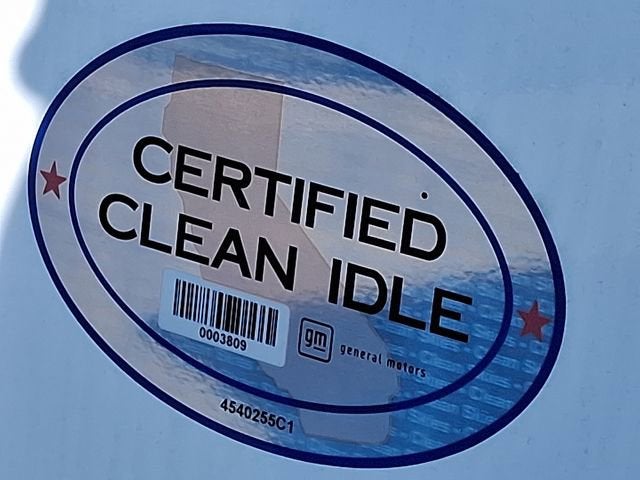 CERTIFIED
CLEAN IDLE
0003809
gm
general motors
4540255C1